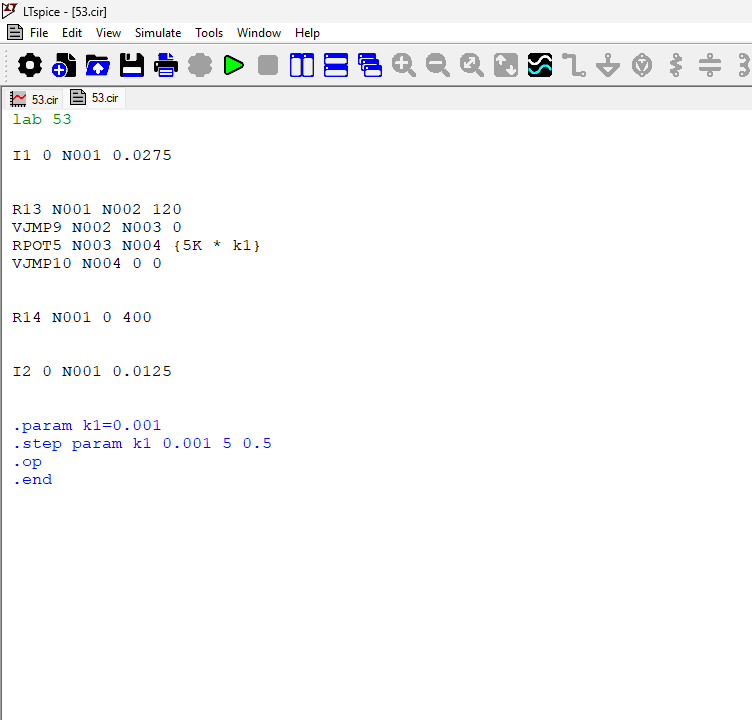 LTspice - [53.cir]
File Edit View Simulate Tools Window Help
53.cir 53.cir
lab 53
I1 0 N001 0.0275
R13 N001 N002 120
VJMP9 N002 N003 0
RPOT5 N003 N004 {5K * k1}
VJMP10 N004 0 0
R14 N001 0 400
I2 0 N001 0.0125
.param k1=0.001
.step param k1 0.001 5 0.5
.op
.end